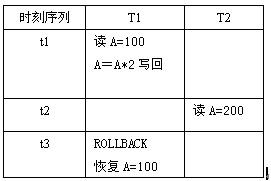 时刻序列 T1 T2
t1 读 A=100
A＝A*2 写回
t2 读 A=200
t3 ROLLBACK
恢复 A=100